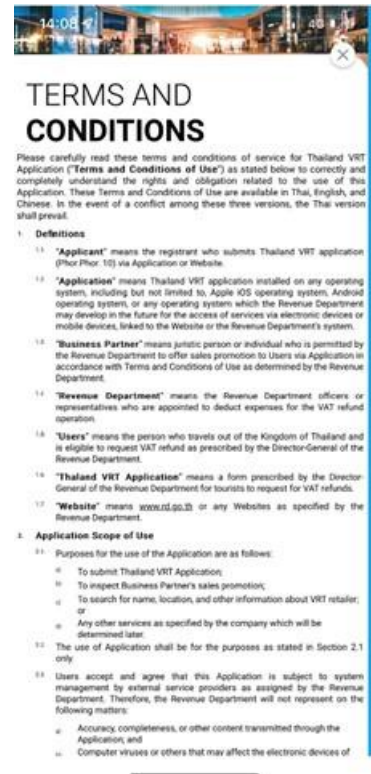 14:08
4G
TERMS AND
CONDITIONS
Please carefully read these terms and conditions of service for Thailand VRT
Application ("Terms and Conditions of Use") as stated below to correctly and
completely understand the rights and obligation related to the use of this
Application. These Terms and Conditions of Use are available in Thai, English, and
Chinese. In the event of a conflict among these three versions, the Thai version
shall prevail.
1. Definitions
1.1 "Applicant" means the registrant who submits Thailand VRT application
(Phor.Phor. 10) via Application or Website.
1.2 "Application" means Thailand VRT application installed on any operating
system, including but not limited to, Apple iOS operating system, Android
operating system, or any operating system which the Revenue Department
may develop in the future for the access of services via electronic devices or
mobile devices, linked to the Website or the Revenue Department's system.
1.3 "Business Partner" means juristic person or individual who is permitted by
the Revenue Department to offer sales promotion to Users via Application in
accordance with Terms and Conditions of Use as determined by the Revenue
Department.
1.4 "Revenue Department" means the Revenue Department officers or
representatives who are appointed to deduct expenses for the VAT refund
operation.
"Users" means the person who travels out of the Kingdom of Thailand and
is eligible to request VAT refund as prescribed by the Director-General of the
Revenue Department.
1.6 "Thaland VRT Application" means a form prescribed by the Director-
General of the Revenue Department for tourists to request for VAT refunds.
1.7 "Website" means www.rd.go.th or any Websites as specified by the
Revenue Department.
2. Application Scope of Use
2.1 Purposes for the use of the Application are as follows:
a) To submit Thailand VRT Application;
b) To inspect Business Partner's sales promotion;
c) To search for name, location, and other information about VRT retailer;
or
d) Any other services as specified by the company which will be
determined later.
2.2 The use of Application shall be for the purposes as stated in Section 2.1
only.
2.3 Users accept and agree that this Application is subject to system
management by external service providers as assigned by the Revenue
Department. Therefore, the Revenue Department will not represent on the
following matters:
a) Accuracy, completeness, or other content transmitted through the
Application; and
Computer viruses or others that may affect the electronic devices of